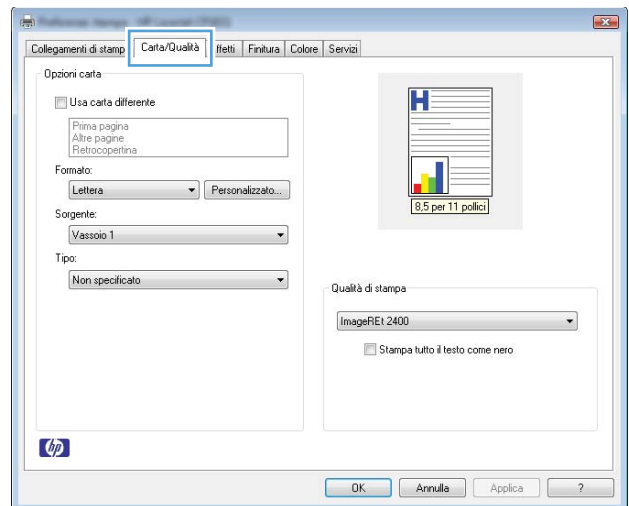 Collegamenti di stamp
Carta/Qualità
ffetti
Finitura
Colore
Servizi
Opzioni carta
Usa carta differente
Prima pagina
Altre pagine
Retrocopertina
Formato:
Lettera
Personalizzato...
Sorgente:
Vassoio 1
Tipo:
Non specificato
H
8,5 per 11 pollici
Qualità di stampa
ImageREt 2400
Stampa tutto il testo come nero
hp
OK
Annulla
Applica
?